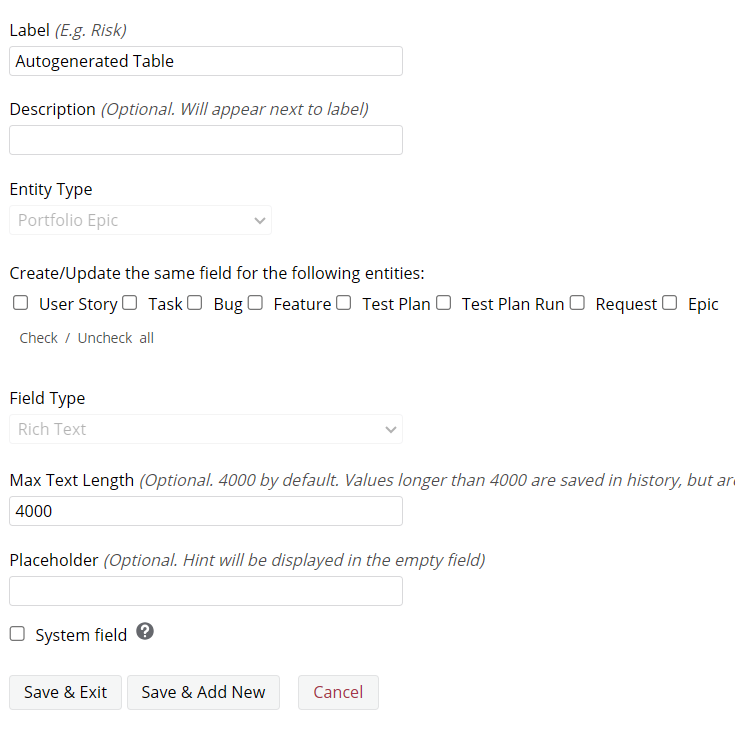 Label (E.g. Risk)
Autogenerated Table
Description (Optional. Will appear next to label)
Entity Type
Portfolio Epic
Create/Update the same field for the following entities:
User Story Task Bug Feature Test Plan Test Plan Run Request Epic
Check / Uncheck all
Field Type
Rich Text
Max Text Length (Optional. 4000 by default. Values longer than 4000 are saved in history, but
4000
Placeholder (Optional. Hint will be displayed in the empty field)
System field ?
Save & Exit Save & Add New Cancel